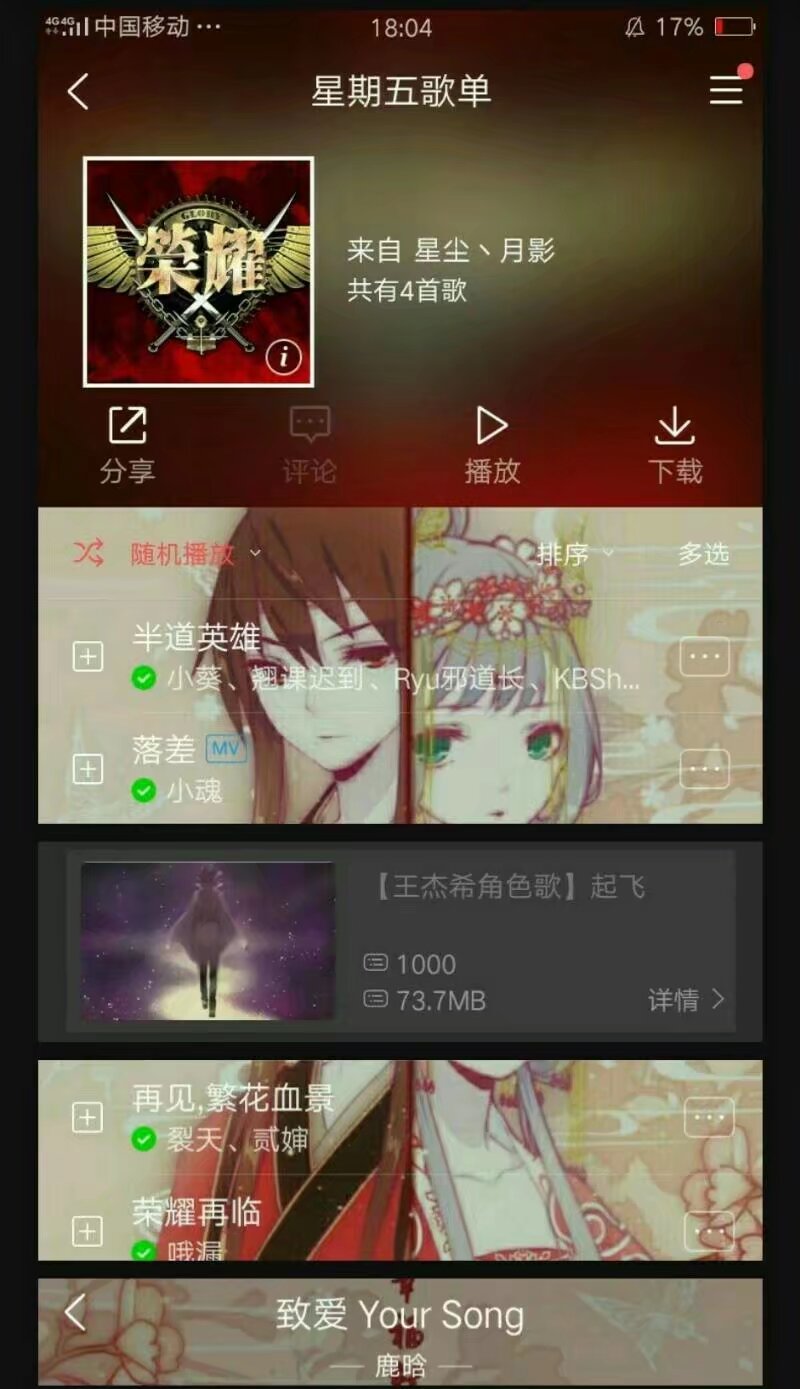 4G 4G 中国移动 ··· 18:04 17%
星期五歌单
GLORY
荣耀
来自 星尘丶月影
共有4首歌
分享 评论 播放 下载
随机播放 排序 多选
半道英雄
小葵、翘课迟到、Ryu邪道长、KBSh...
落差 MV
小魂
【王杰希角色歌】起飞
1000
73.7MB 详情
再见,繁花血景
裂天、贰婶
荣耀再临
哦漏
致爱 Your Song
鹿晗